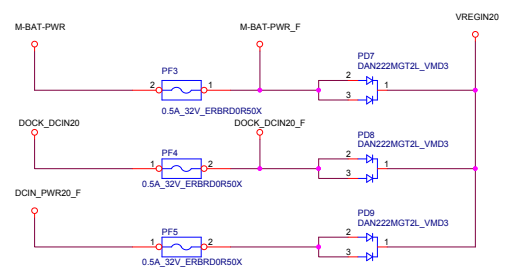 VREGIN20
M-BAT-PWR
M-BAT-PWR_F
PF3
2
1
0.5A_32V_ERBRD0R50X
PD7
DAN222MGT2L_VMD3
2
3
1
DOCK_DCIN20
DOCK_DCIN20_F
PF4
1
2
0.5A_32V_ERBRD0R50X
PD8
DAN222MGT2L_VMD3
2
3
1
DCIN_PWR20_F
PF5
1
2
0.5A_32V_ERBRD0R50X
PD9
DAN222MGT2L_VMD3
2
3
1